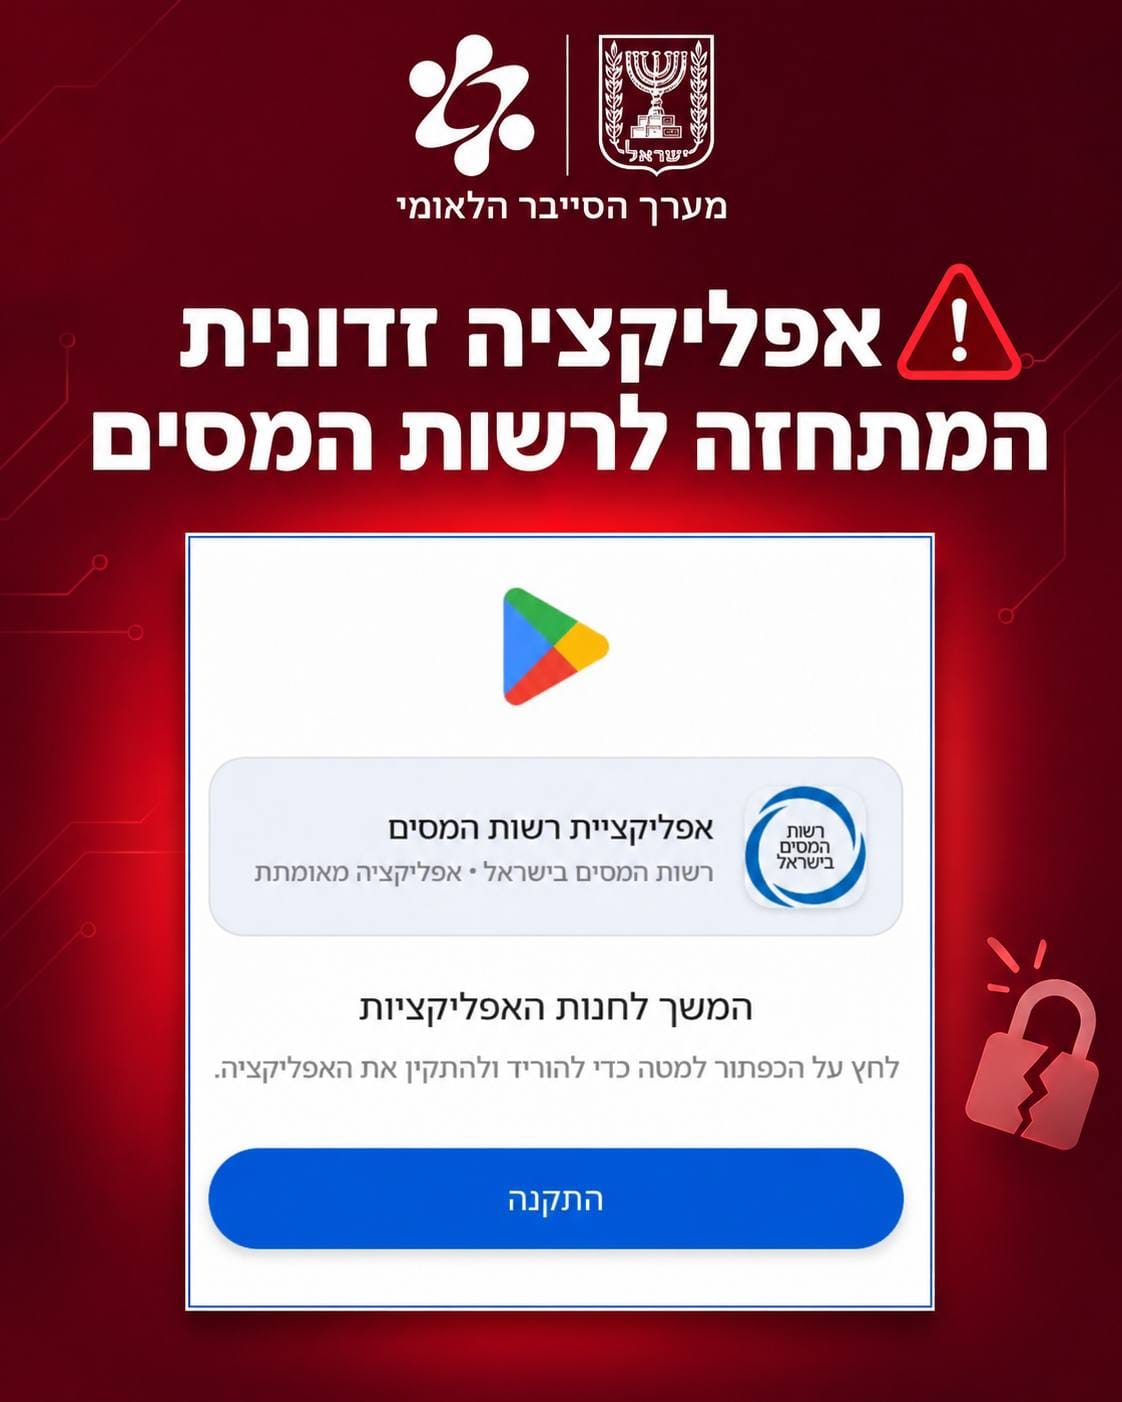 ישראל
מערך הסייבר הלאומי
אפליקציה זדונית
המתחזה לרשות המסים
רשות
המסים
בישראל
אפליקציית רשות המסים
רשות המסים בישראל • אפליקציה מאומתת
המשך לחנות האפליקציות
לחץ על הכפתור למטה כדי להוריד ולהתקין את האפליקציה.
התקנה